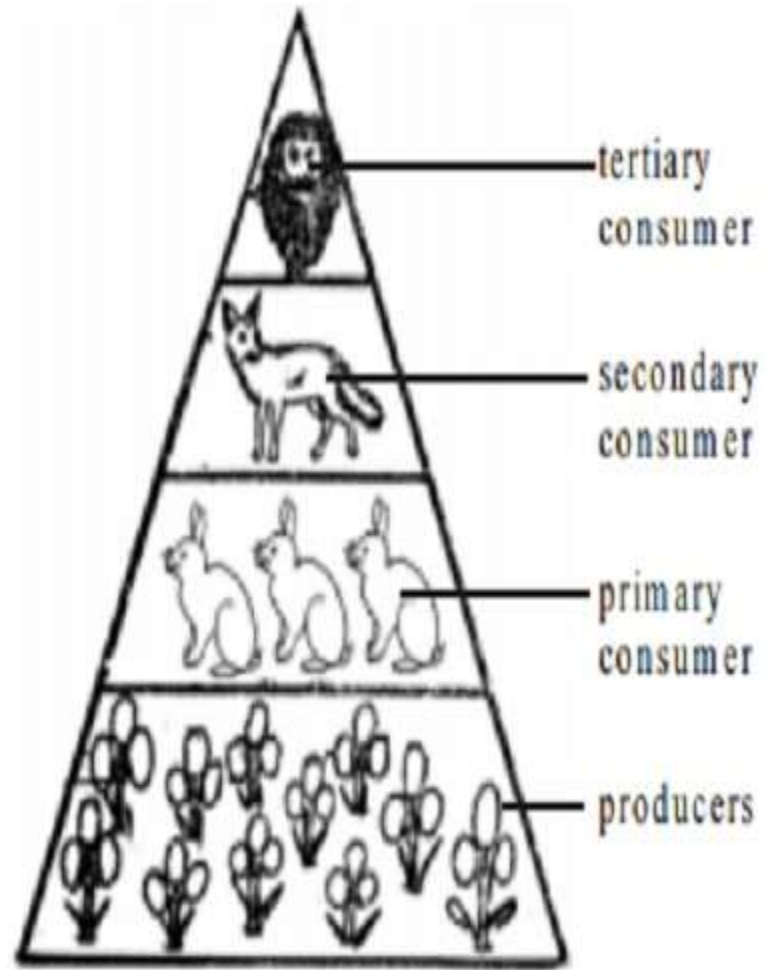 tertiary
consumer
secondary
consumer
primary
consumer
producers